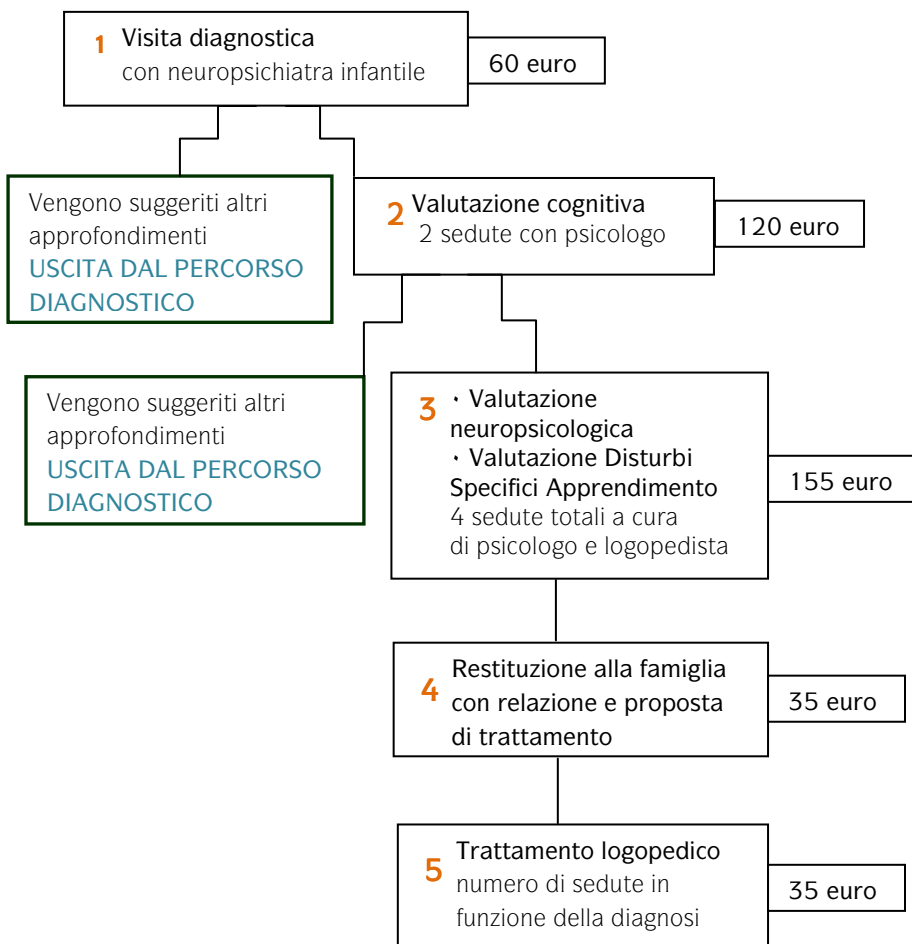 1 Visita diagnostica
con neuropsichiatra infantile
60 euro
Vengono suggeriti altri
approfondimenti
USCITA DAL PERCORSO
DIAGNOSTICO
2 Valutazione cognitiva
2 sedute con psicologo
120 euro
Vengono suggeriti altri
approfondimenti
USCITA DAL PERCORSO
DIAGNOSTICO
3 · Valutazione
neuropsicologica
· Valutazione Disturbi
Specifici Apprendimento
4 sedute totali a cura
di psicologo e logopedista
155 euro
4 Restituzione alla famiglia
con relazione e proposta
di trattamento
35 euro
5 Trattamento logopedico
numero di sedute in
funzione della diagnosi
35 euro